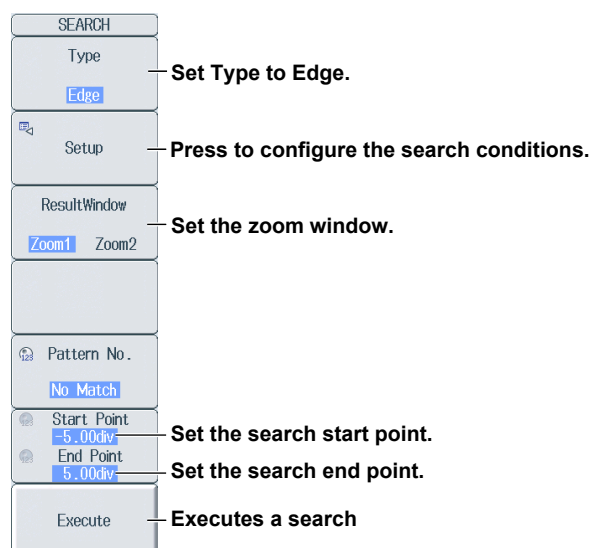 SEARCH
Type
Edge
Set Type to Edge.
Setup
Press to configure the search conditions.
ResultWindow
Zoom1 Zoom2
Set the zoom window.
123 Pattern No.
No Match
Start Point
-5.00div
Set the search start point.
End Point
5.00div
Set the search end point.
Execute
Executes a search